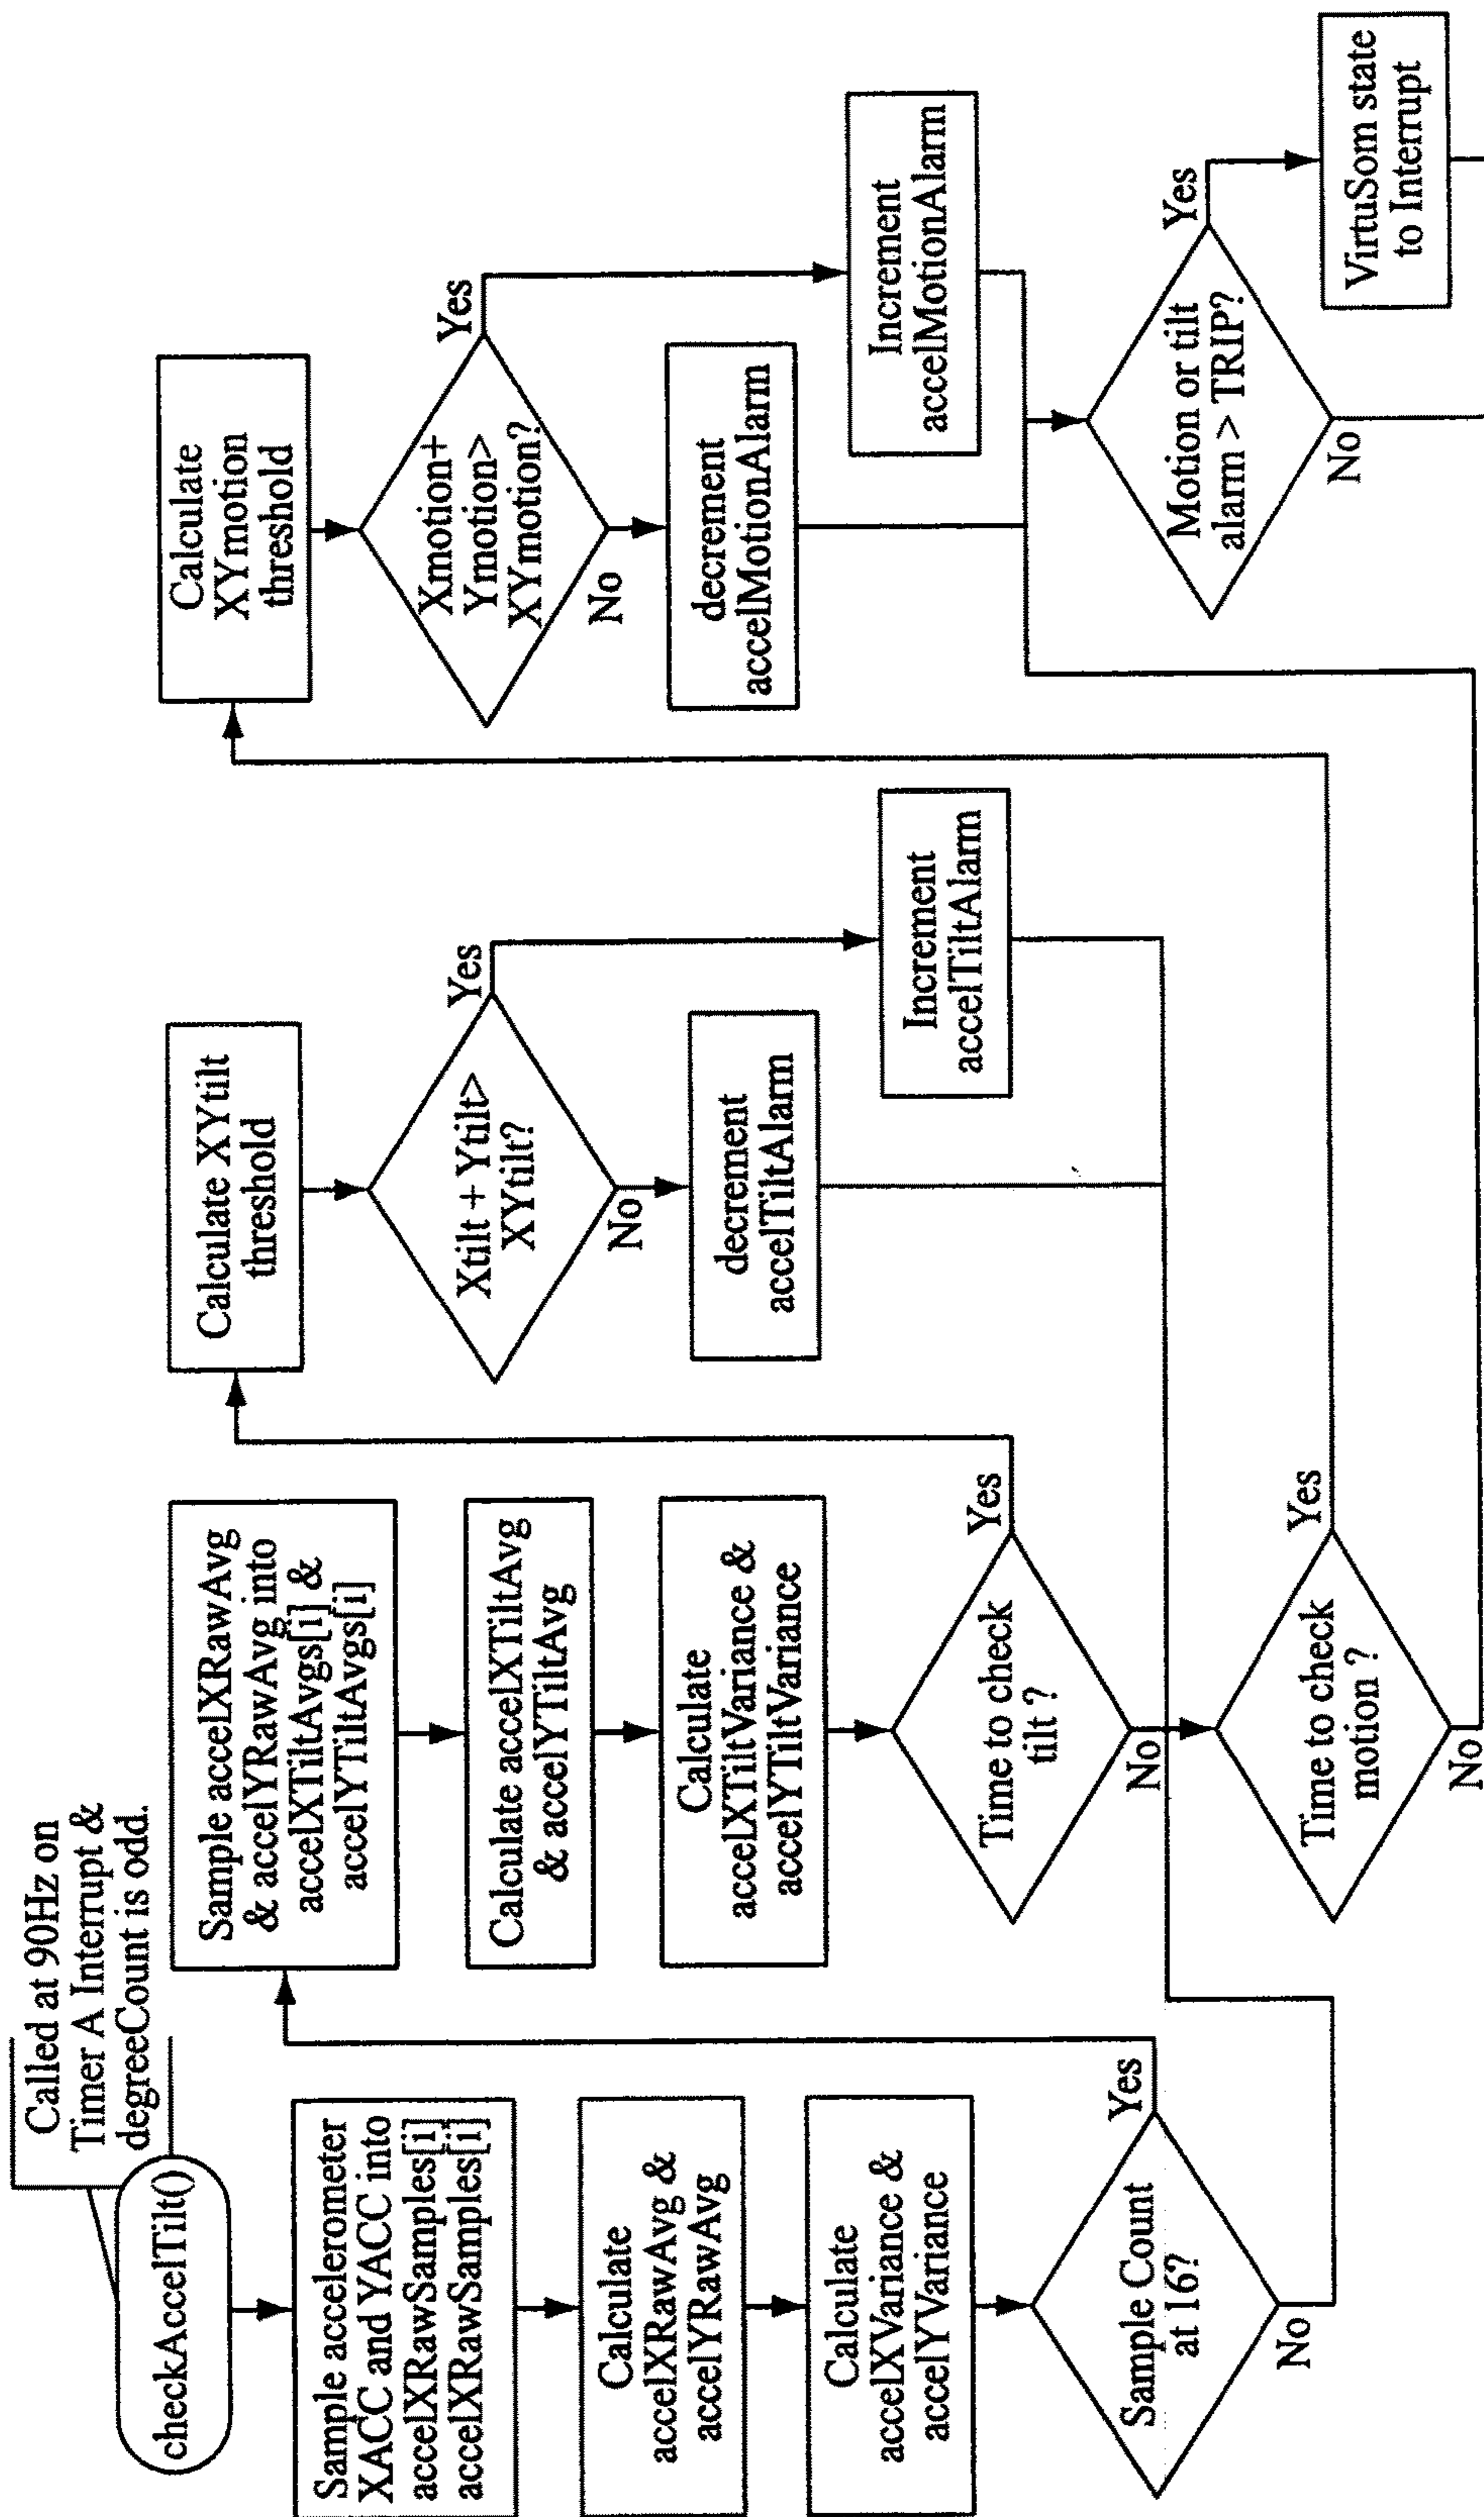 Called at 90Hz on
Timer A Interrupt &
degreeCount is odd.
checkAccelTilt()
Sample accelerometer
XACC and YACC into
accelXRawSamples[i]
accelXRawSamples[i]
Calculate
accelXRawAvg &
accelYRawAvg
Calculate
accelXVariance &
accelYVariance
Sample Count
at 16?
Yes
No
Sample accelXRawAvg
& accelYRawAvg into
accelXTiltAvgs[i] &
accelYTiltAvgs[i]
Calculate accelXTiltAvg
& accelYTiltAvg
Calculate
accelXTiltVariance &
accelYTiltVariance
Time to check
tilt ?
Yes
No
Time to check
motion ?
Yes
No
Calculate XYtilt
threshold
Xtilt + Ytilt>
XYtilt?
Yes
No
decrement
accelTiltAlarm
Increment
accelTiltAlarm
Calculate
XYmotion
threshold
Xmotion+
Ymotion>
XYmotion?
Yes
No
decrement
accelMotionAlarm
Increment
accelMotionAlarm
Motion or tilt
alarm > TRIP?
Yes
No
VirtuSom state
to Interrupt